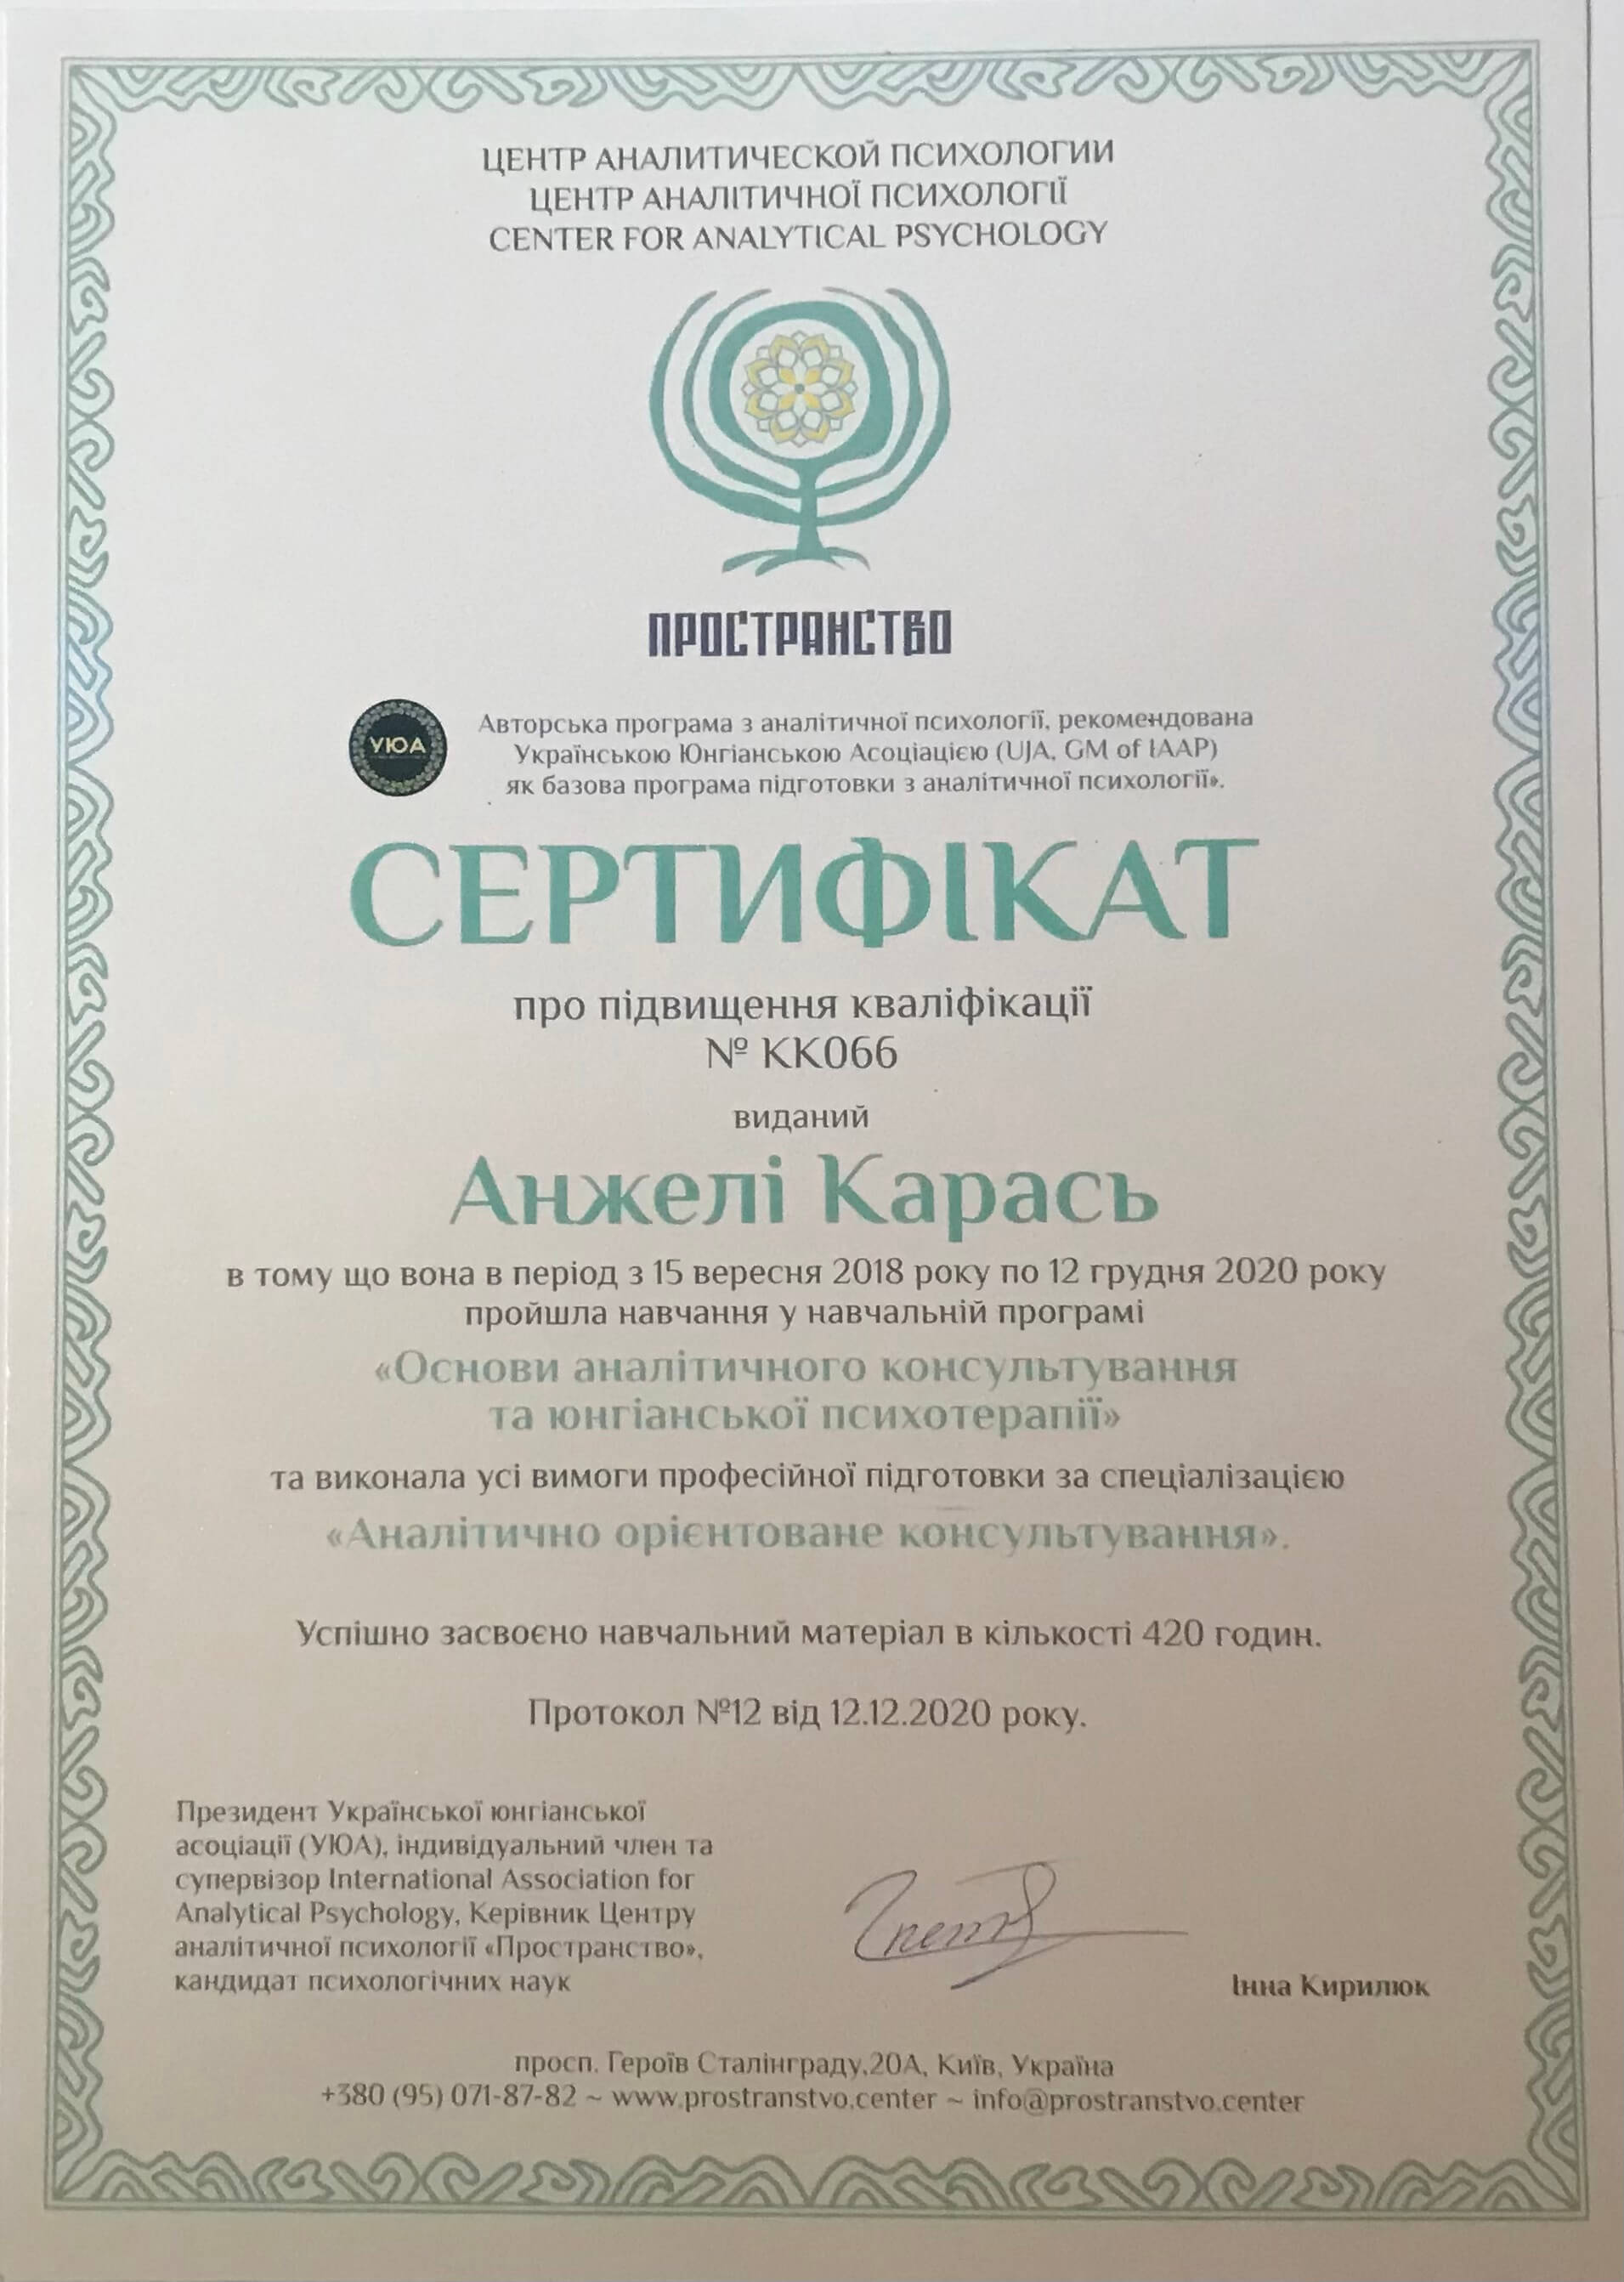 ЦЕНТР АНАЛИТИЧЕСКОЙ ПСИХОЛОГИИ
ЦЕНТР АНАЛІТИЧНОЇ ПСИХОЛОГІЇ
CENTER FOR ANALYTICAL PSYCHOLOGY
ПРОСТРАНСТВО
УЮА
Авторська програма з аналітичної психології, рекомендована
Українською Юнгіанською Асоціацією (UJA, GM of IAAP)
як базова програма підготовки з аналітичної психології».
СЕРТИФІКАТ
про підвищення кваліфікації
№ КК066
виданий
Анжелі Карась
в тому що вона в період з 15 вересня 2018 року по 12 грудня 2020 року
пройшла навчання у навчальній програмі
«Основи аналітичного консультування
та юнгіанської психотерапії»
та виконала усі вимоги професійної підготовки за спеціалізацією
«Аналітично орієнтоване консультування».
Успішно засвоєно навчальний матеріал в кількості 420 годин.
Протокол №12 від 12.12.2020 року.
Президент Української юнгіанської
асоціації (УЮА), індивідуальний член та
супервізор International Association for
Analytical Psychology, Керівник Центру
аналітичної психології «Пространство»,
кандидат психологічних наук
Інна Кирилюк
просп. Героїв Сталінграду,20А, Київ, Україна
+380 (95) 071-87-82 ~ www.prostranstvo.center ~ info@prostranstvo.center